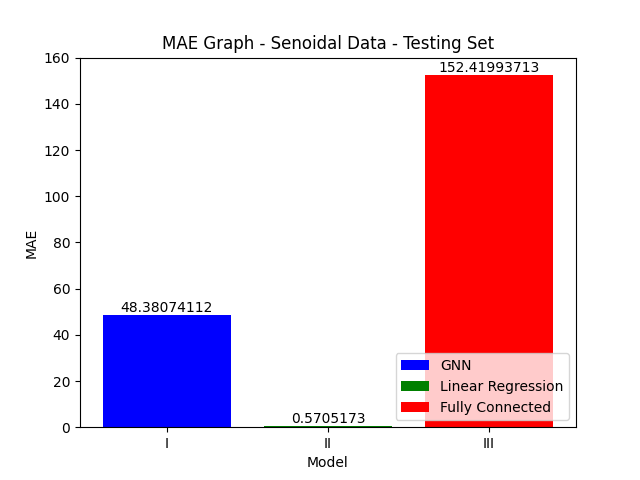 MAE Graph - Senoidal Data - Testing Set
160
140
120
100
80
60
40
20
0
MAE
152.41993713
48.38074112
0.5705173
GNN
Linear Regression
Fully Connected
I
II
III
Model